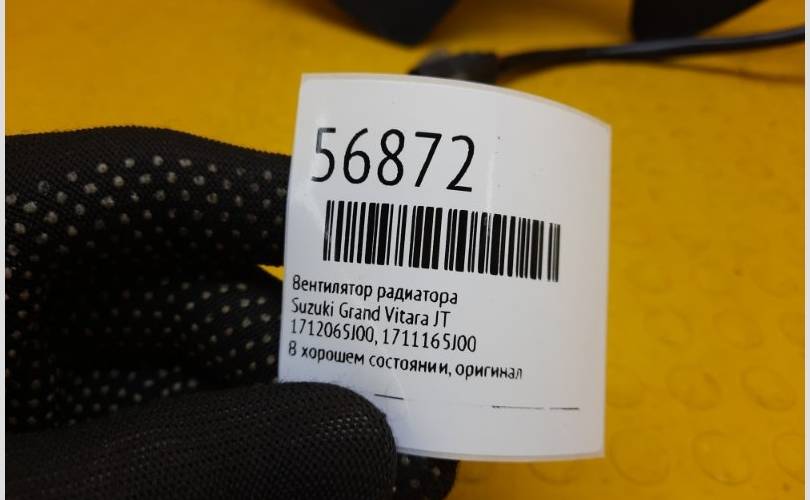 56872
Вентилятор радиатора
Suzuki Grand Vitara JT
1712065J00, 1711165J00
В хорошем состоянии, оригинал